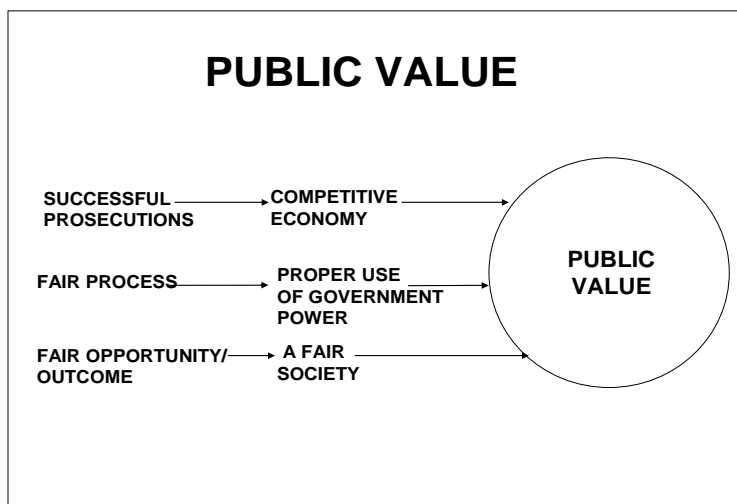 PUBLIC VALUE
SUCCESSFUL
PROSECUTIONS
COMPETITIVE
ECONOMY
FAIR PROCESS
PROPER USE
OF GOVERNMENT
POWER
FAIR OPPORTUNITY/
OUTCOME
A FAIR
SOCIETY
PUBLIC
VALUE